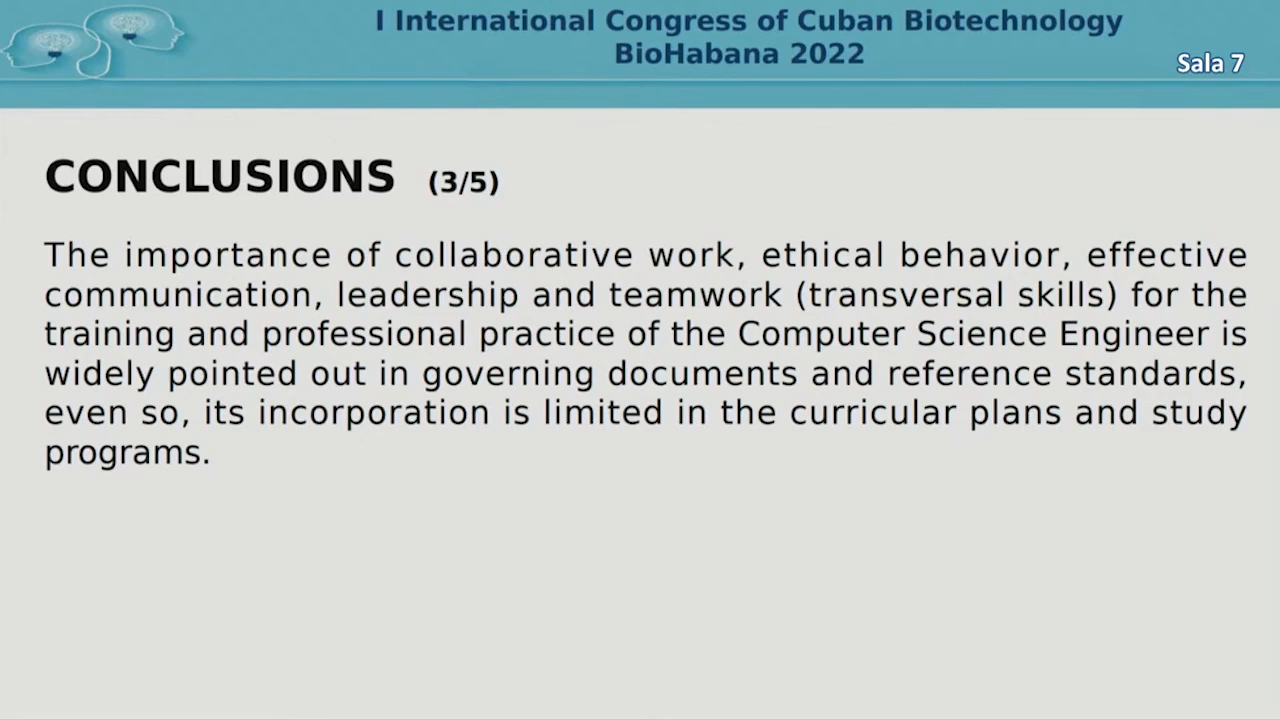 I International Congress of Cuban Biotechnology
BioHabana 2022
Sala 7
CONCLUSIONS (3/5)
The importance of collaborative work, ethical behavior, effective
communication, leadership and teamwork (transversal skills) for the
training and professional practice of the Computer Science Engineer is
widely pointed out in governing documents and reference standards,
even so, its incorporation is limited in the curricular plans and study
programs.